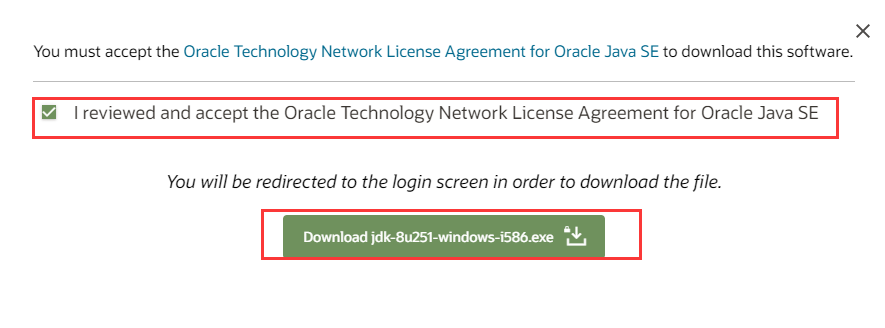 You must accept the Oracle Technology Network License Agreement for Oracle Java SE to download this software.
I reviewed and accept the Oracle Technology Network License Agreement for Oracle Java SE
You will be redirected to the login screen in order to download the file.
Download jdk-8u251-windows-i586.exe